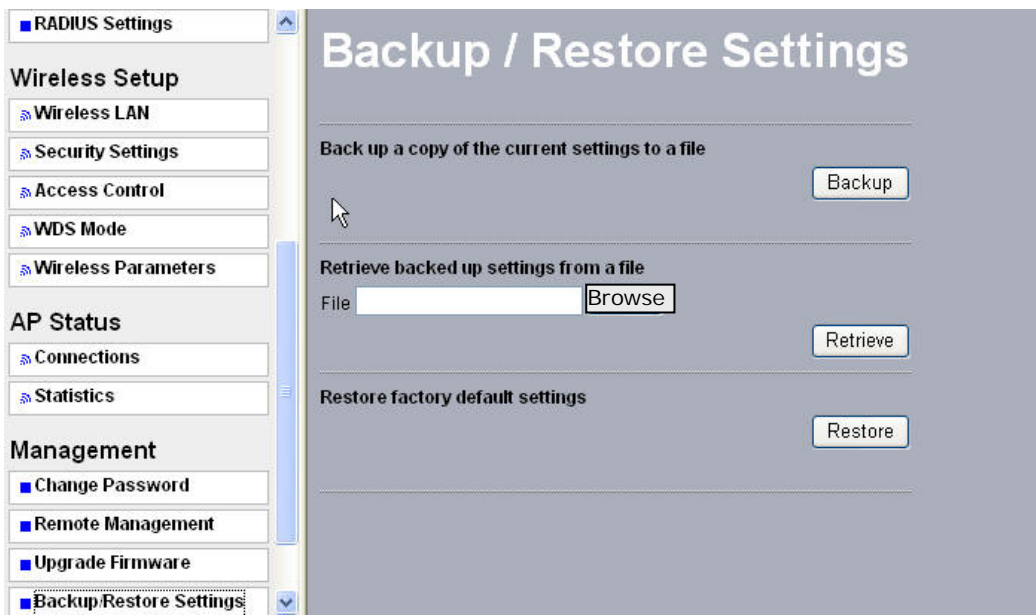 RADIUS Settings
Wireless Setup
Wireless LAN
Security Settings
Access Control
WDS Mode
Wireless Parameters
AP Status
Connections
Statistics
Management
Change Password
Remote Management
Upgrade Firmware
Backup/Restore Settings
Backup / Restore Settings
Back up a copy of the current settings to a file
Backup
Retrieve backed up settings from a file
File Browse
Retrieve
Restore factory default settings
Restore